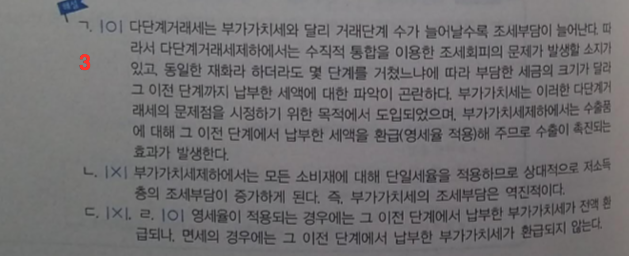 해설
ㄱ. |O| 다단계거래세는 부가가치세와 달리 거래단계 수가 늘어날수록 조세부담이 늘어난다. 따
라서 다단계거래세제하에서는 수직적 통합을 이용한 조세회피의 문제가 발생할 소지가
3
있고, 동일한 재화라 하더라도 몇 단계를 거쳤느냐에 따라 부담한 세금의 크기가 달라
그 이전 단계까지 납부한 세액에 대한 파악이 곤란하다. 부가가치세는 이러한 다단계거
래세의 문제점을 시정하기 위한 목적에서 도입되었으며, 부가가치세제하에서는 수출품
에 대해 그 이전 단계에서 납부한 세액을 환급(영세율 적용)해 주므로 수출이 촉진되는
효과가 발생한다.
ㄴ. |X| 부가가치세제하에서는 모든 소비재에 대해 단일세율을 적용하므로 상대적으로 저소득
층의 조세부담이 증가하게 된다. 즉, 부가가치세의 조세부담은 역진적이다.
ㄷ. |X|, ㄹ. |O| 영세율이 적용되는 경우에는 그 이전 단계에서 납부한 부가가치세가 전액 환
급되나, 면세의 경우에는 그 이전 단계에서 납부한 부가가치세가 환급되지 않는다.